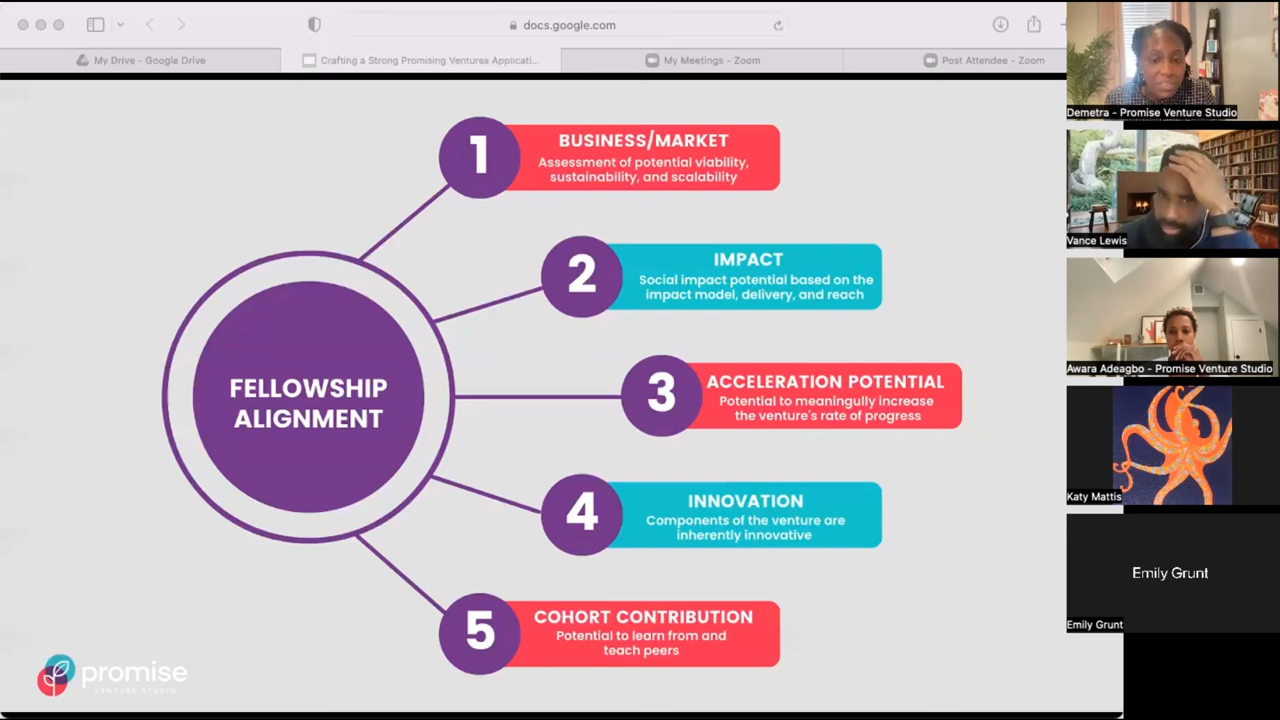 docs.google.com
My Drive - Google Drive
Crafting a Strong Promising Ventures Applicati...
My Meetings - Zoom
Post Attendee - Zoom
1
BUSINESS/MARKET
Assessment of potential viability,
sustainability, and scalability
2
IMPACT
Social impact potential based on the
impact model, delivery, and reach
FELLOWSHIP
ALIGNMENT
3
ACCELERATION POTENTIAL
Potential to meaningully increase
the venture's rate of progress
4
INNOVATION
Components of the venture are
inherently innovative
5
COHORT CONTRIBUTION
Potential to learn from and
teach peers
promise
VENTURE STUDIO
Demetra - Promise Venture Studio
Vance Lewis
Awara Adeagbo - Promise Venture Studio
Katy Mattis
Emily Grunt
Emily Grunt